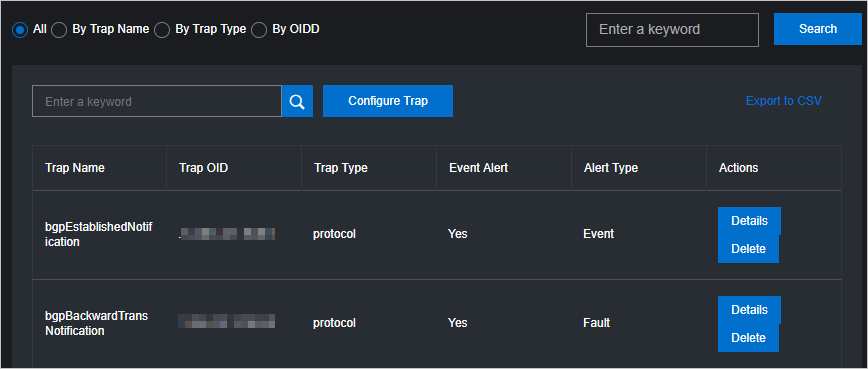 All By Trap Name By Trap Type By OIDD Enter a keyword Search
Enter a keyword Configure Trap Export to CSV
Trap Name Trap OID Trap Type Event Alert Alert Type Actions
bgpEstablishedNotif
ication
protocol Yes Event
Details
Delete
bgpBackwardTrans
Notification
protocol Yes Fault
Details
Delete